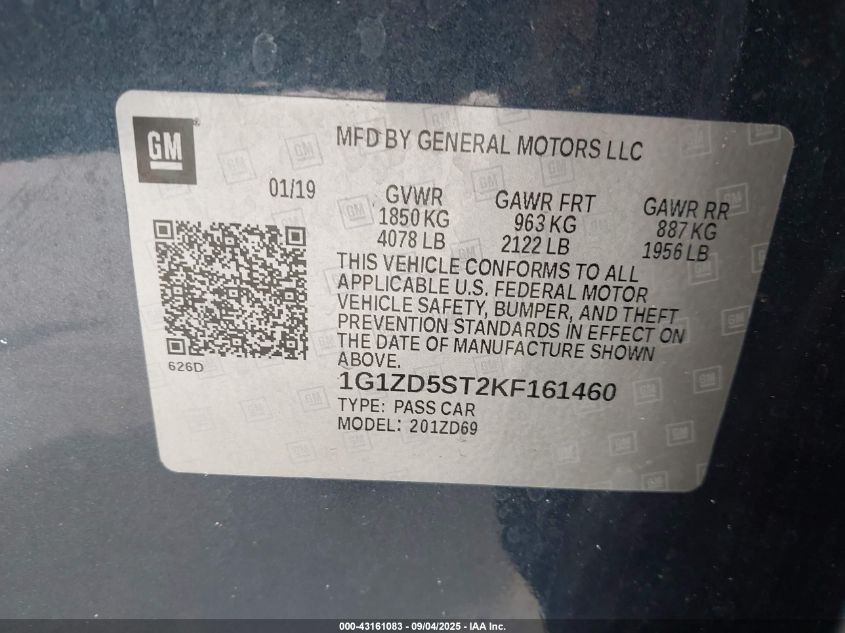 GM
MFD BY GENERAL MOTORS LLC
01/19
GVWR
1850 KG
4078 LB
GAWR FRT
963 KG
2122 LB
GAWR RR
887 KG
1956 LB
THIS VEHICLE CONFORMS TO ALL
APPLICABLE U.S. FEDERAL MOTOR
VEHICLE SAFETY, BUMPER, AND THEFT
PREVENTION STANDARDS IN EFFECT ON
THE DATE OF MANUFACTURE SHOWN
ABOVE.
626D
1G1ZD5ST2KF161460
TYPE: PASS CAR
MODEL: 201ZD69
000-43161083 - 09/04/2025 - IAA Inc.